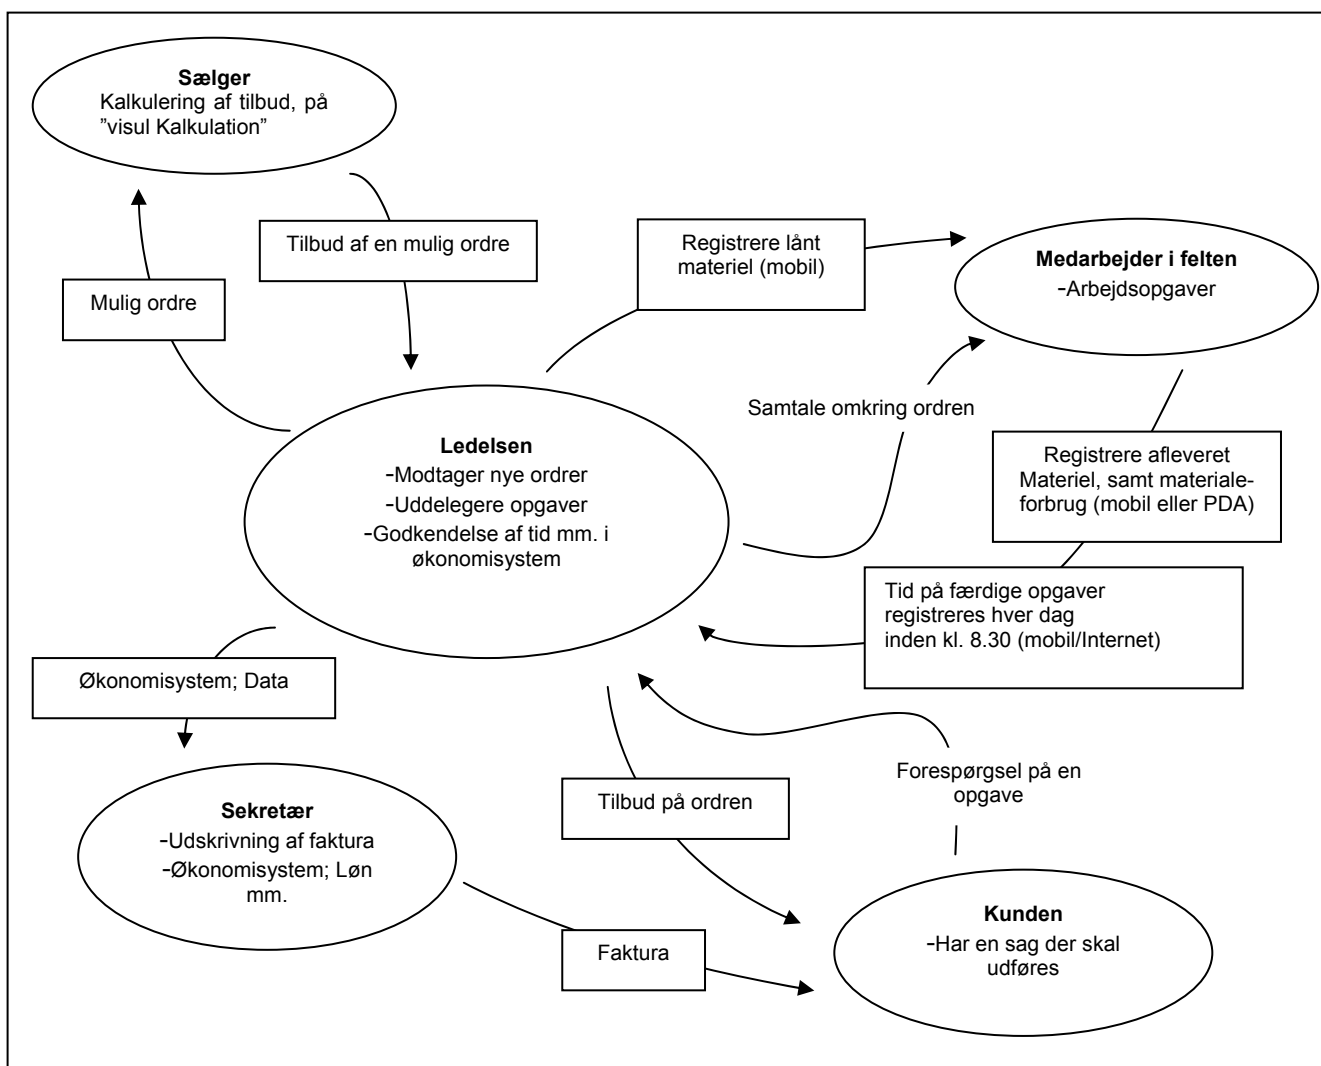 Sælger
Kalkulering af tilbud, på
”visul Kalkulation”
Tilbud af en mulig ordre
Mulig ordre
Registrere lånt
materiel (mobil)
Medarbejder i felten
-Arbejdsopgaver
Samtale omkring ordren
Ledelsen
-Modtager nye ordrer
-Uddelegere opgaver
-Godkendelse af tid mm. i
økonomisystem
Registrere afleveret
Materiel, samt materiale-
forbrug (mobil eller PDA)
Tid på færdige opgaver
registreres hver dag
inden kl. 8.30 (mobil/Internet)
Økonomisystem; Data
Sekretær
-Udskrivning af faktura
-Økonomisystem; Løn
mm.
Tilbud på ordren
Forespørgsel på en
opgave
Faktura
Kunden
-Har en sag der skal
udføres